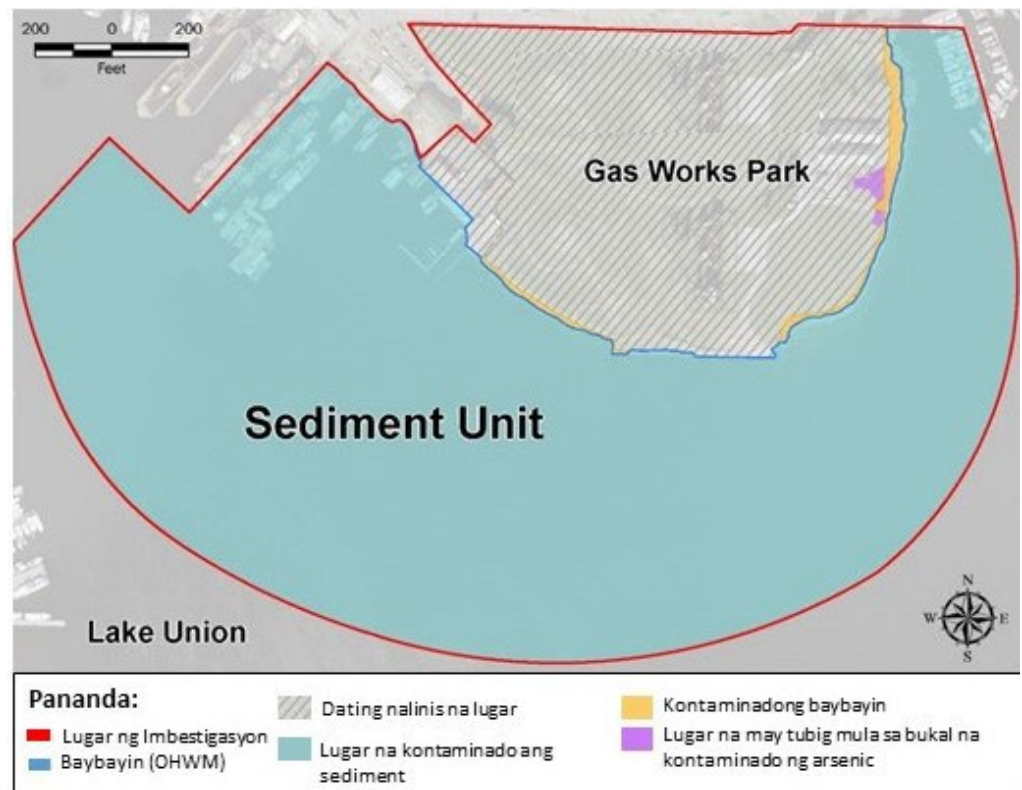 200 0 200
Feet
Gas Works Park
Sediment Unit
Lake Union
N
W E
S
Pananda:
Lugar ng Imbestigasyon
Baybayin (OHWM)
Dating nalinis na lugar
Lugar na kontaminado ang
sediment
Kontaminadong baybayin
Lugar na may tubig mula sa bukal na
kontaminado ng arsenic